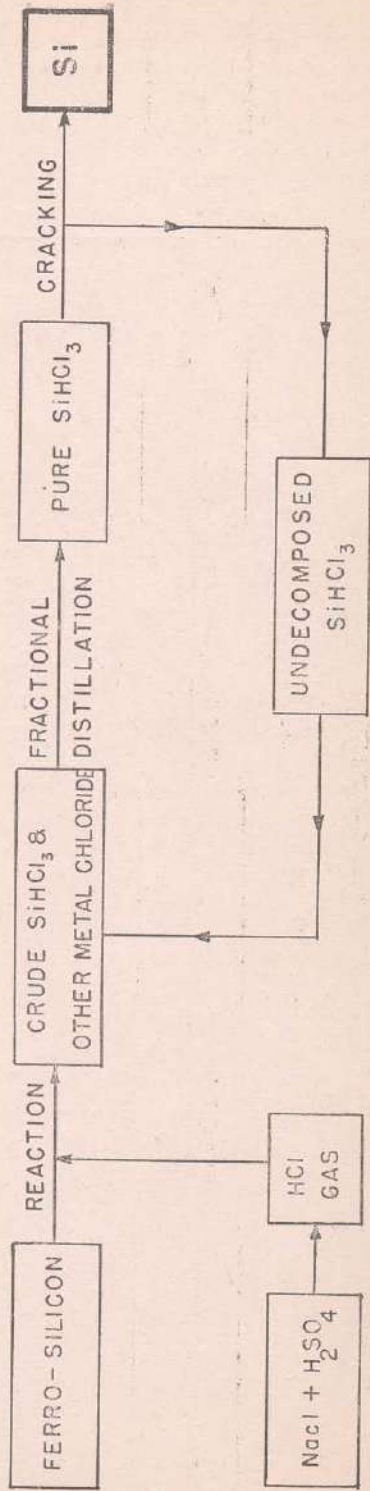 FERRO-SILICON
REACTION
CRUDE SiHCl₃ &
OTHER METAL CHLORIDE
FRACTIONAL
DISTILLATION
PURE SiHCl₃
CRACKING
Si
Nacl + H₂SO₄
HCl
GAS
UNDECOMPOSED
SiHCl₃